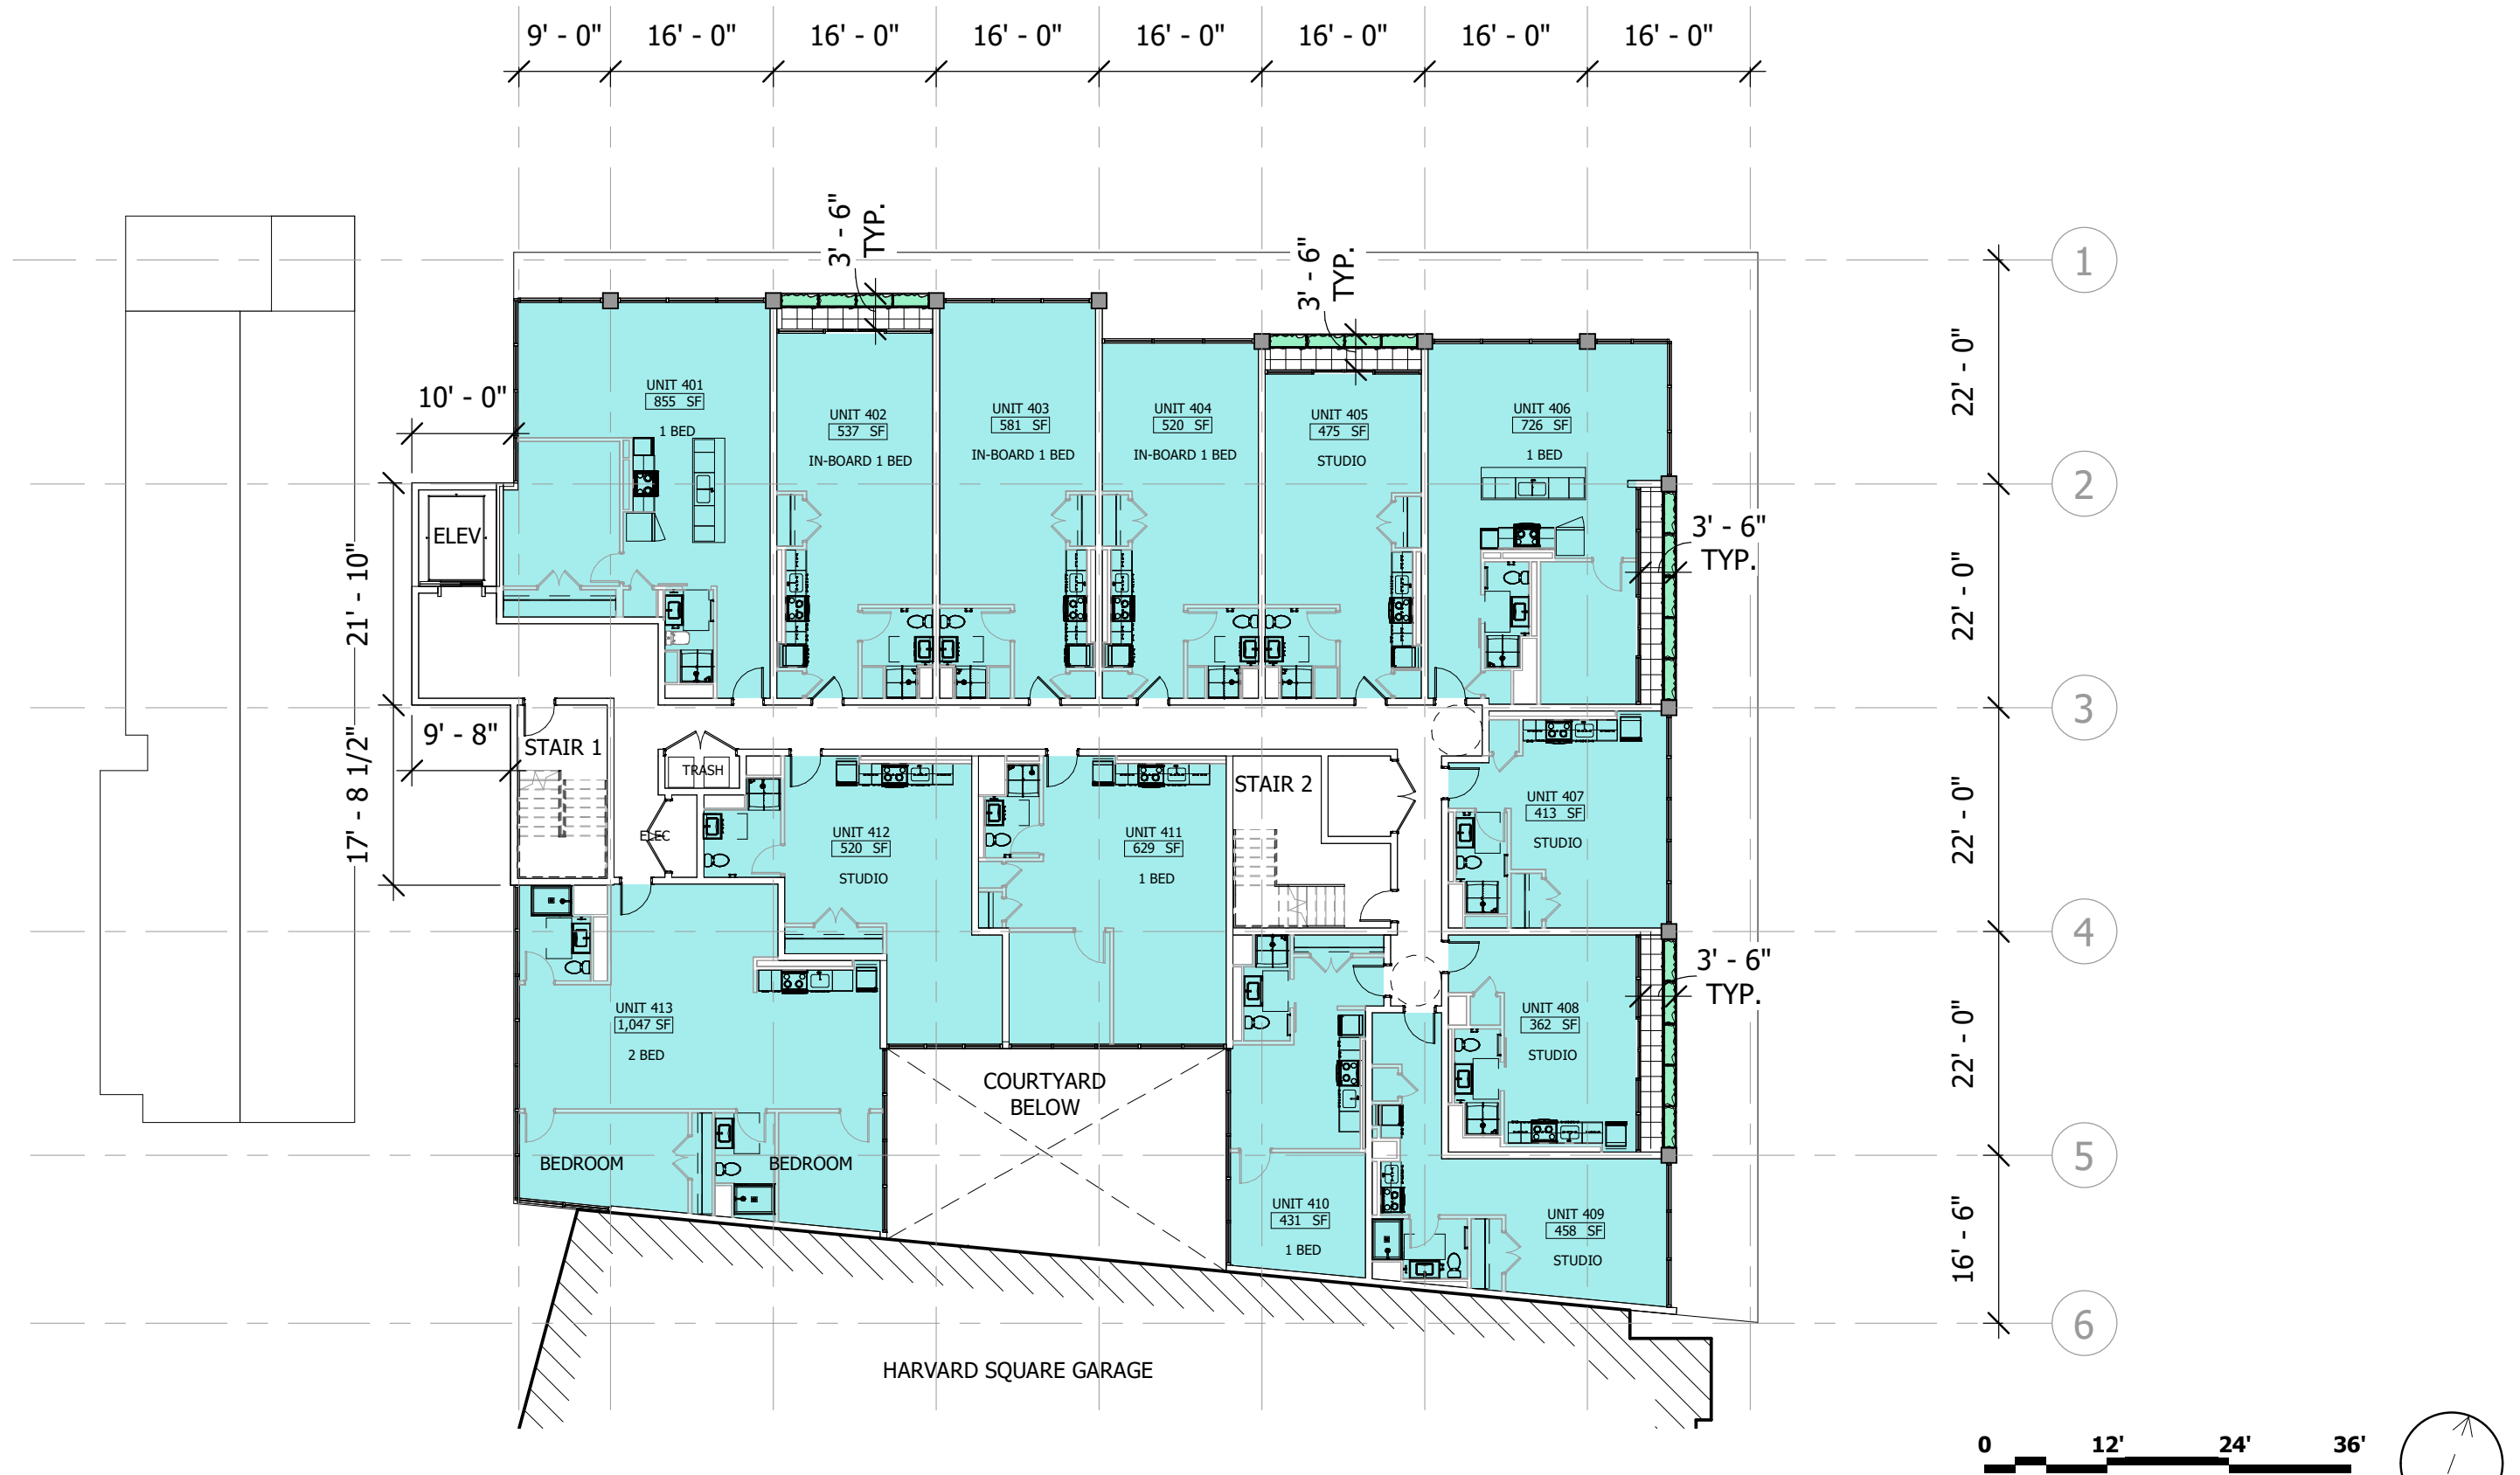 9' - 0"
16' - 0"
16' - 0"
16' - 0"
16' - 0"
16' - 0"
16' - 0"
16' - 0"
3' - 6"
TYP.
3' - 6"
TYP.
1
22' - 0"
10' - 0"
UNIT 401
855 SF
1 BED
UNIT 402
537 SF
IN-BOARD 1 BED
UNIT 403
581 SF
IN-BOARD 1 BED
UNIT 404
520 SF
IN-BOARD 1 BED
UNIT 405
475 SF
STUDIO
UNIT 406
726 SF
1 BED
2
ELEV
21' - 10"
3' - 6"
TYP.
22' - 0"
3
9' - 8"
STAIR 1
17' - 8 1/2"
TRASH
ELEC
UNIT 412
520 SF
STUDIO
UNIT 411
629 SF
1 BED
STAIR 2
UNIT 407
413 SF
STUDIO
22' - 0"
4
3' - 6"
TYP.
UNIT 413
1,047 SF
2 BED
COURTYARD
BELOW
UNIT 408
362 SF
STUDIO
22' - 0"
BEDROOM
BEDROOM
5
UNIT 410
431 SF
1 BED
UNIT 409
458 SF
STUDIO
16' - 6"
6
HARVARD SQUARE GARAGE
0 12' 24' 36'